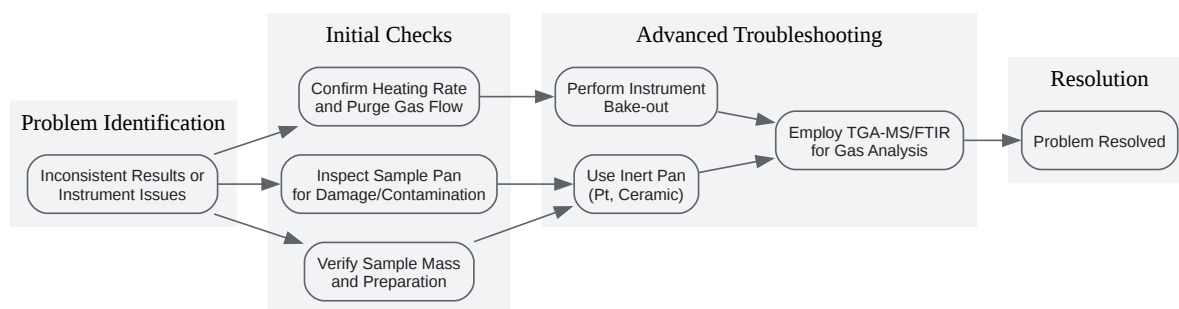 Problem Identification
Inconsistent Results or
Instrument Issues
Initial Checks
Confirm Heating Rate
and Purge Gas Flow
Inspect Sample Pan
for Damage/Contamination
Verify Sample Mass
and Preparation
Advanced Troubleshooting
Perform Instrument
Bake-out
Use Inert Pan
(Pt, Ceramic)
Employ TGA-MS/FTIR
for Gas Analysis
Resolution
Problem Resolved